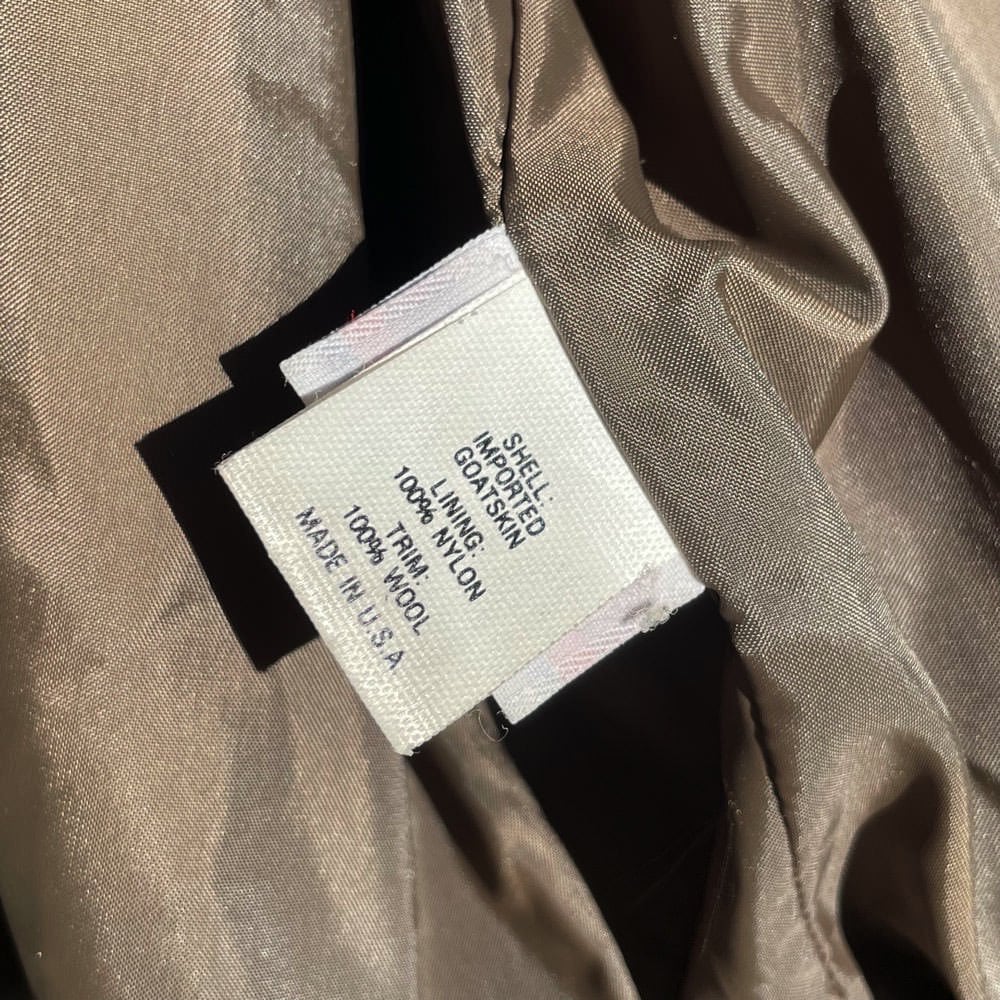 SHELL:
IMPORTED
GOATSKIN
LINING:
100% NYLON
TRIM:
100% WOOL
MADE IN U.S.A